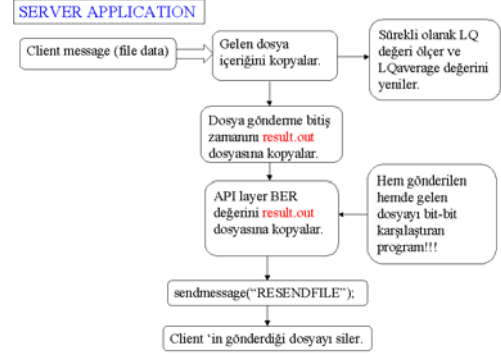 SERVER APPLICATION
Client message (file data)
Gelen dosya
içeriğini kopyalar.
Sürekli olarak LQ
değeri ölçer ve
LQaverage değerini
yeniler.
Dosya gönderme bitiş
zamanını result.out
dosyasına kopyalar.
API layer BER
değerini result.out
dosyasına kopyalar.
Hem gönderilen
hemde gelen
dosyayı bit-bit
karşılaştıran
program!!!
sendmessage(“RESENDFILE”);
Client ‘in gönderdiği dosyayı siler.